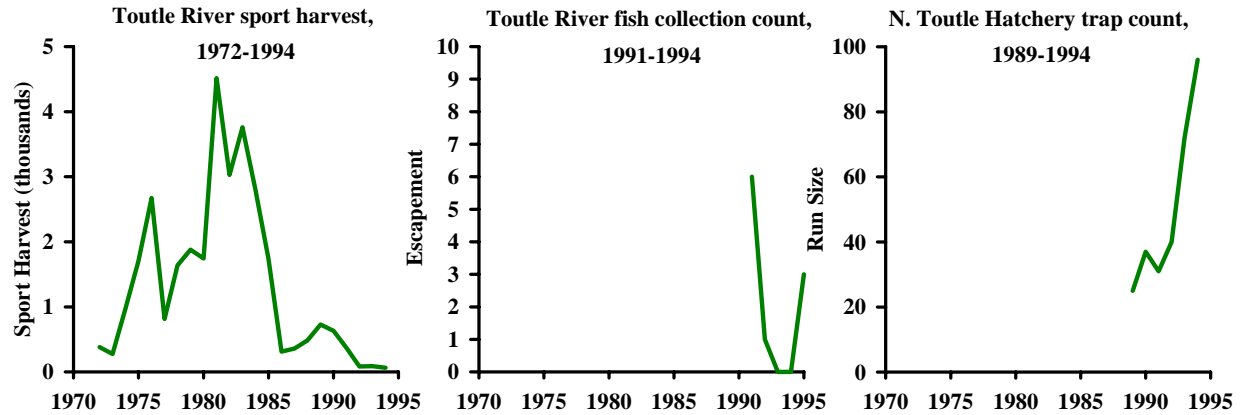 Toutle River sport harvest,
1972-1994
Sport Harvest (thousands)
5
4
3
2
1
0
1970 1975 1980 1985 1990 1995
Toutle River fish collection count,
1991-1994
Escapement
10
9
8
7
6
5
4
3
2
1
0
1970 1975 1980 1985 1990 1995
N. Toutle Hatchery trap count,
1989-1994
Run Size
100
80
60
40
20
0
1970 1975 1980 1985 1990 1995